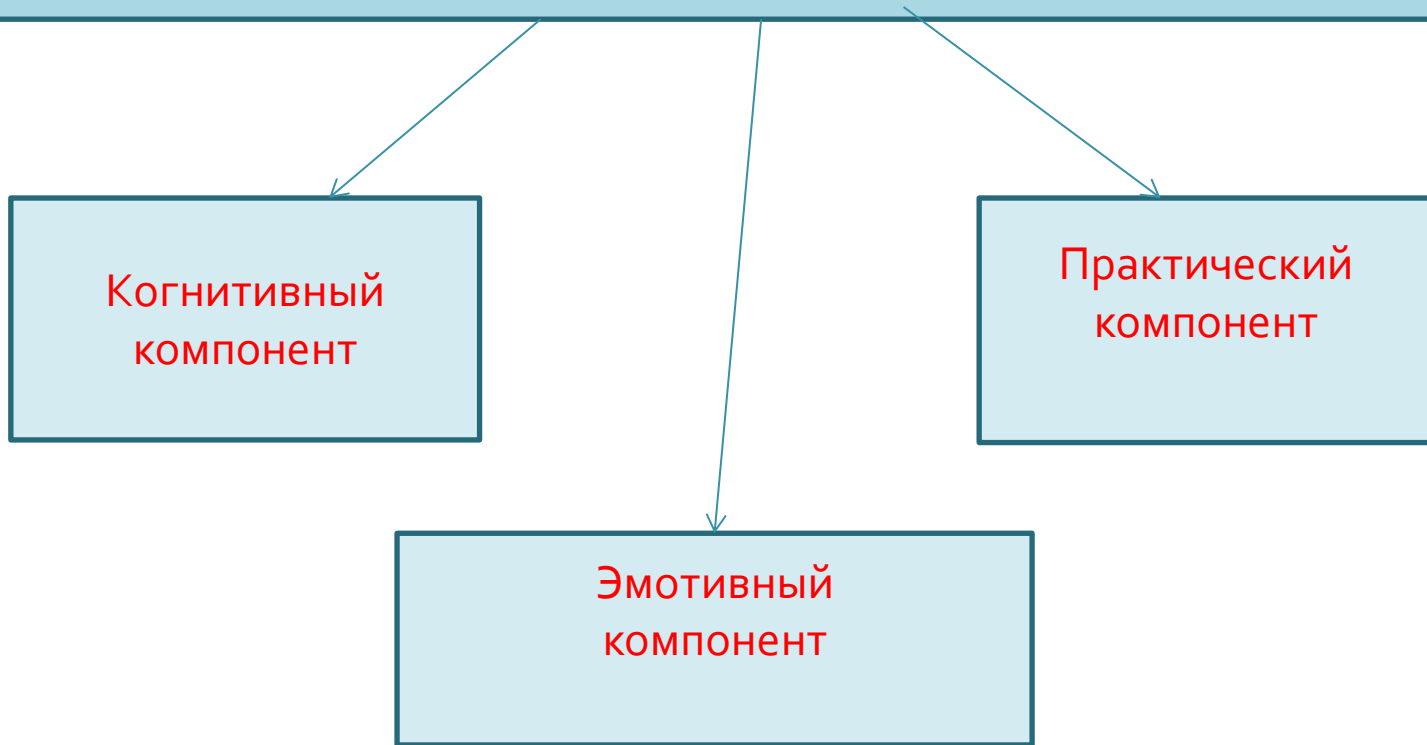 Когнитивный
компонент
Практический
компонент
Эмотивный
компонент